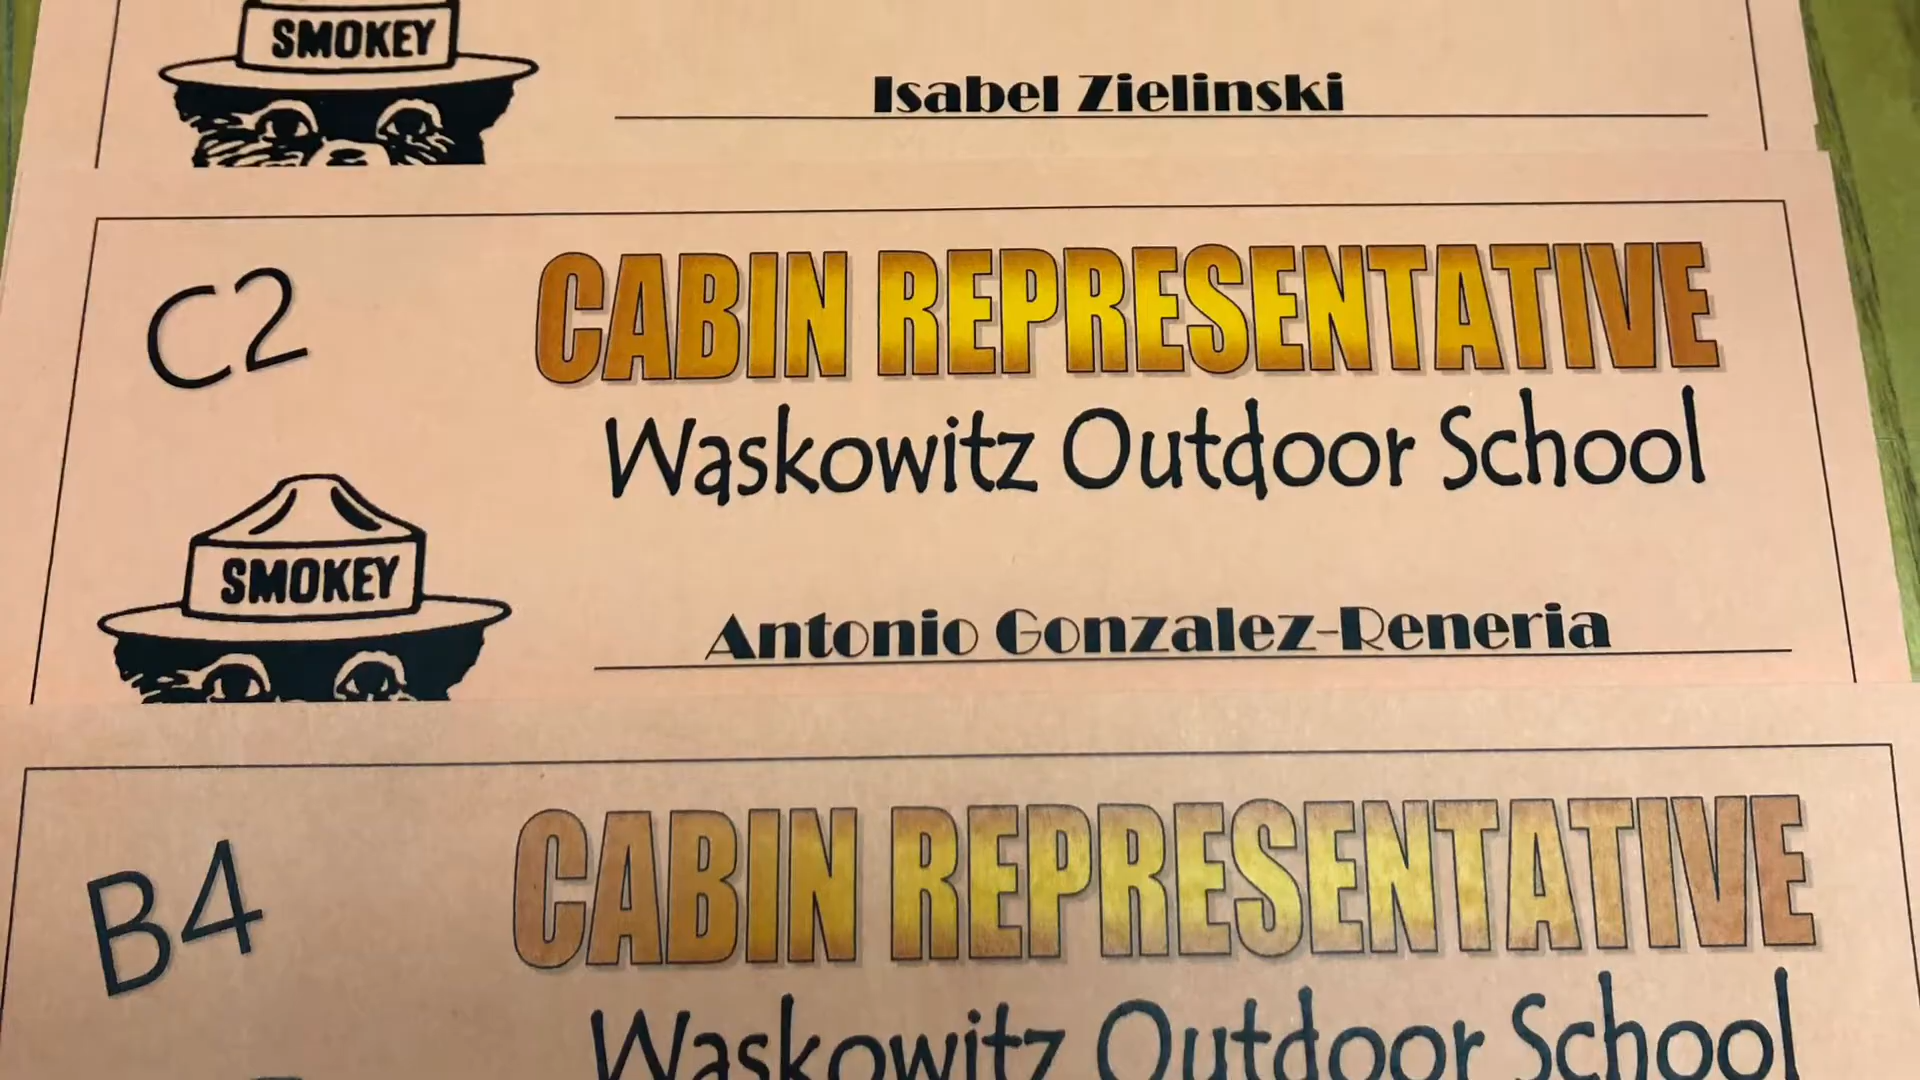 SMOKEY
Isabel Zielinski
C2
CABIN REPRESENTATIVE
Waskowitz Outdoor School
SMOKEY
Antonio Gonzalez-Reneria
B4
CABIN REPRESENTATIVE
Waskowitz Outdoor School